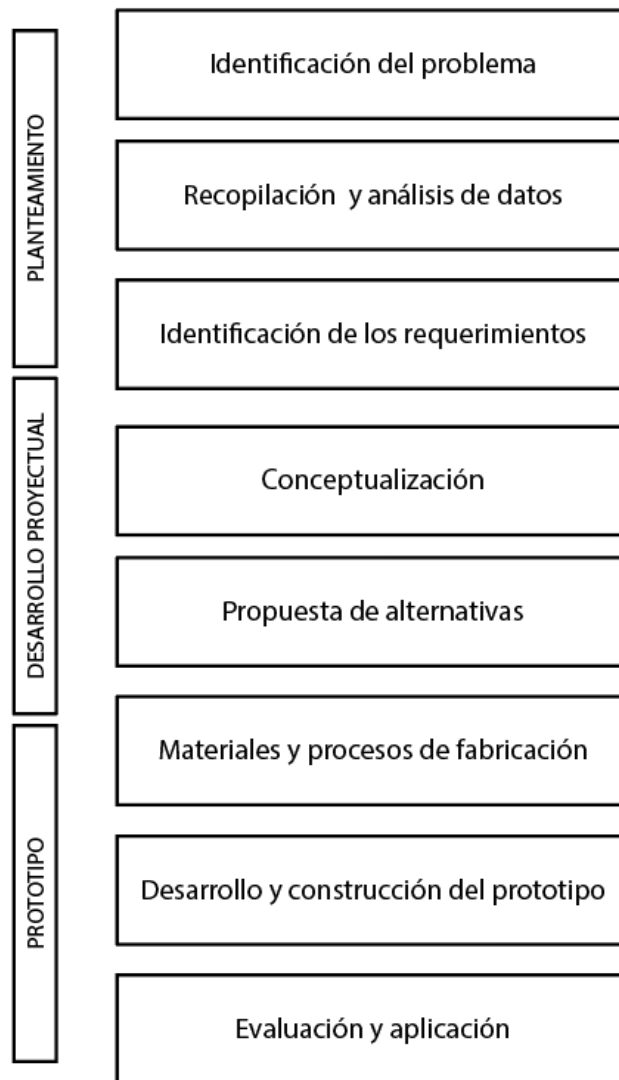 PLANTEAMIENTO
Identificación del problema
Recopilación y análisis de datos
Identificación de los requerimientos
DESARROLLO PROYECTUAL
Conceptualización
Propuesta de alternativas
PROTOTIPO
Materiales y procesos de fabricación
Desarrollo y construcción del prototipo
Evaluación y aplicación